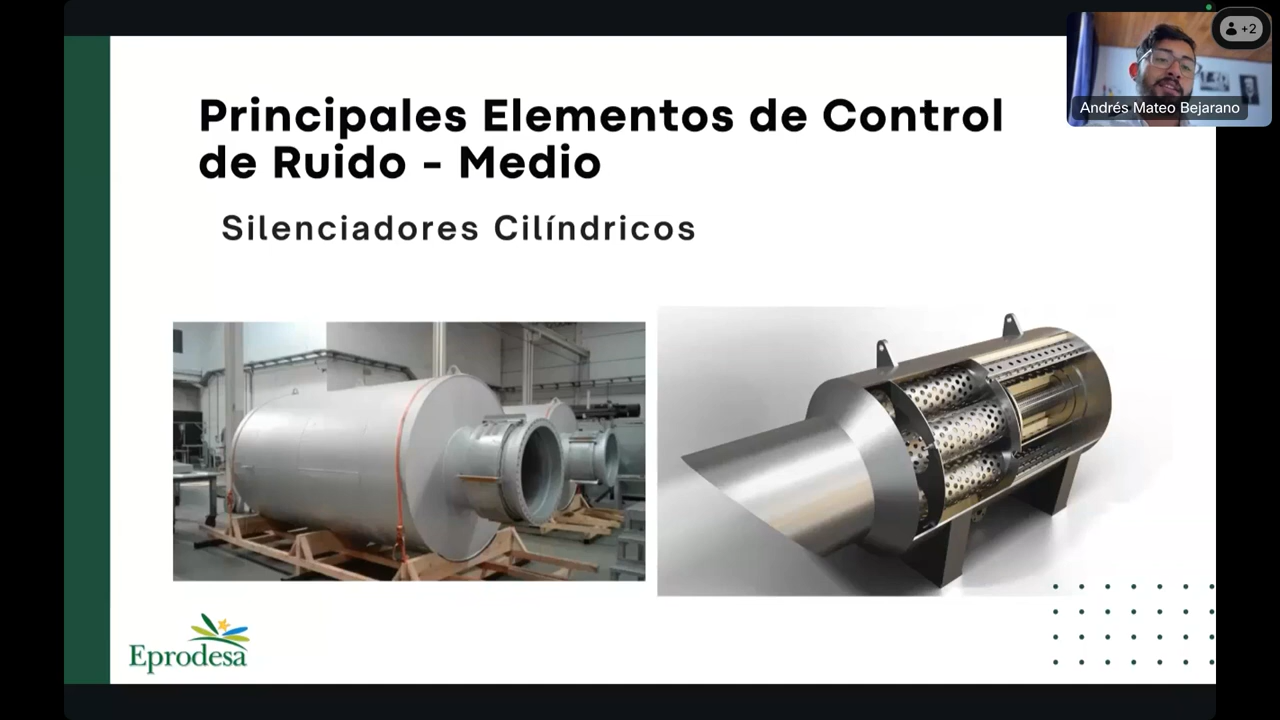 Principales Elementos de Control
de Ruido - Medio
Silenciadores Cilíndricos
Eprodesa
Andrés Mateo Bejarano
+2